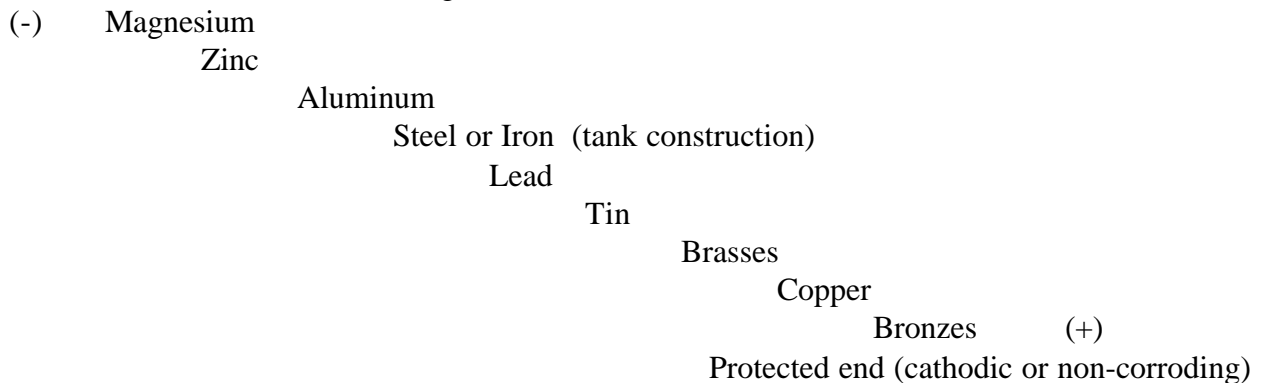 (-) Magnesium
Zinc
Aluminum
Steel or Iron (tank construction)
Lead
Tin
Brasses
Copper
Bronzes (+)
Protected end (cathodic or non-corroding)